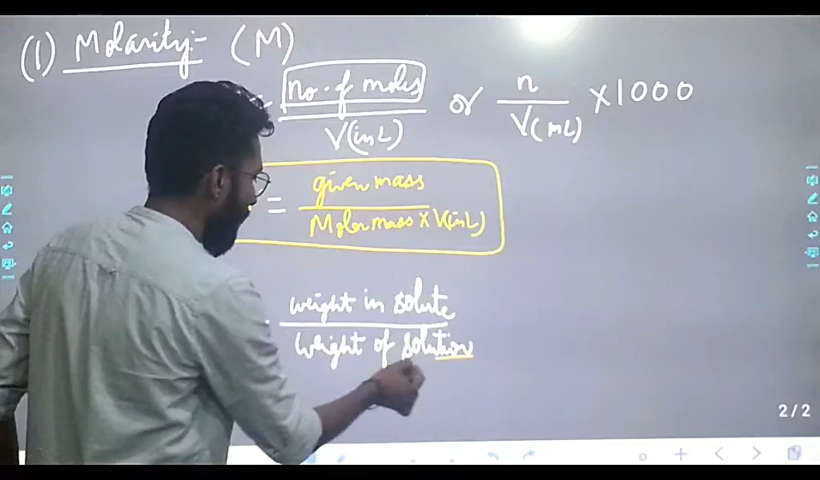 (1) Molarity:- (M)
= no. of moles / V(in L) or n / V(mL) × 1000
= given mass / Molar mass × V(in L)
= weight in solute / weight of solution
2/2